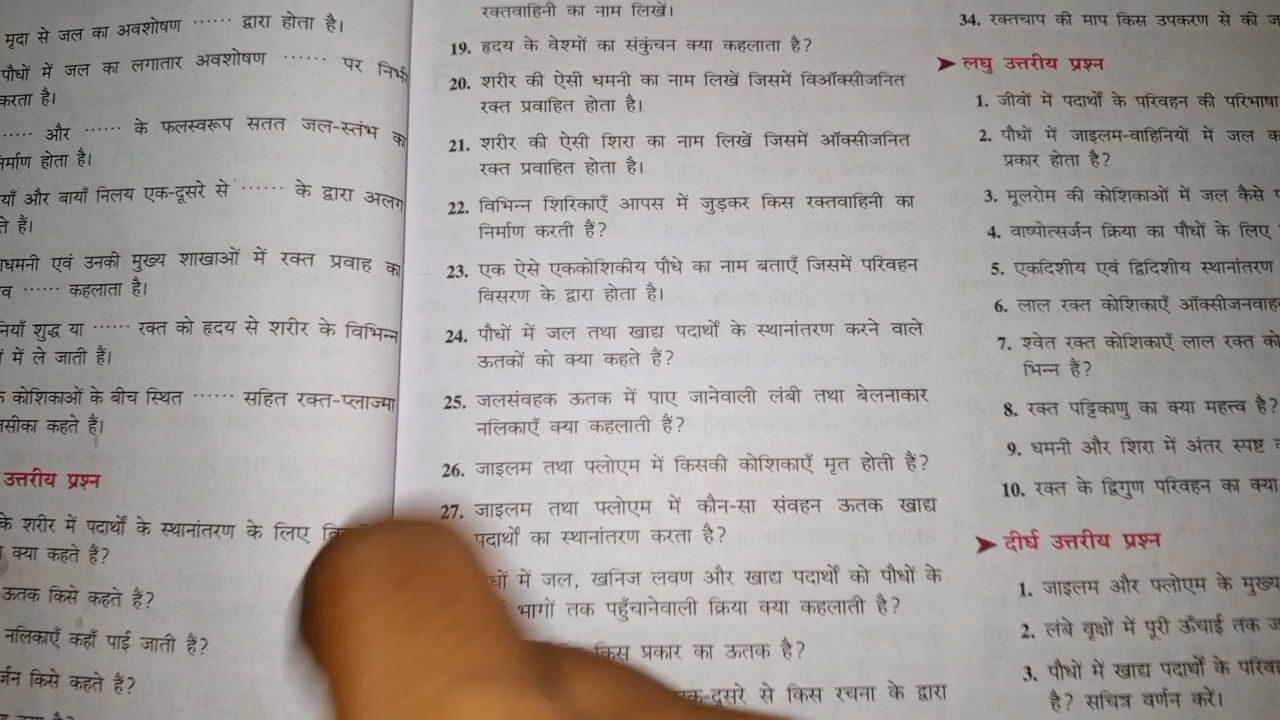 मृदा से जल का अवशोषण ...... द्वारा होता है।
पौधों में जल का लगातार अवशोषण ...... पर निर्भर
करता है।
...... और ...... के फलस्वरूप सतत जल-स्तंभ का
निर्माण होता है।
और बायाँ निलय एक-दूसरे से ...... के द्वारा अलग
हैं।
धमनी एवं उनकी मुख्य शाखाओं में रक्त प्रवाह का
...... कहलाता है।
शुद्ध या ...... रक्त को हृदय से शरीर के विभिन्न
में ले जाती हैं।
कोशिकाओं के बीच स्थित ...... सहित रक्त-प्लाज्मा
कहते हैं।
उत्तरीय प्रश्न
के शरीर में पदार्थों के स्थानांतरण के लिए
क्या कहते हैं?
ऊतक किसे कहते हैं?
नलिकाएँ कहाँ पाई जाती हैं?
किसे कहते हैं?
रक्तवाहिनी का नाम लिखें।
19. हृदय के वेश्मों का संकुंचन क्या कहलाता है?
20. शरीर की ऐसी धमनी का नाम लिखें जिसमें विऑक्सीजनित
रक्त प्रवाहित होता है।
21. शरीर की ऐसी शिरा का नाम लिखें जिसमें ऑक्सीजनित
रक्त प्रवाहित होता है।
22. विभिन्न शिरिकाएँ आपस में जुड़कर किस रक्तवाहिनी का
निर्माण करती हैं?
23. एक ऐसे एककोशिकीय पौधे का नाम बताएँ जिसमें परिवहन
विसरण के द्वारा होता है।
24. पौधों में जल तथा खाद्य पदार्थों के स्थानांतरण करने वाले
ऊतकों को क्या कहते हैं?
25. जलसंवहक ऊतक में पाए जानेवाली लंबी तथा बेलनाकार
नलिकाएँ क्या कहलाती हैं?
26. जाइलम तथा फ्लोएम में किसकी कोशिकाएँ मृत होती हैं?
27. जाइलम तथा फ्लोएम में कौन-सा संवहन ऊतक खाद्य
पदार्थों का स्थानांतरण करता है?
में जल, खनिज लवण और खाद्य पदार्थों को पौधों के
भागों तक पहुँचानेवाली क्रिया क्या कहलाती है?
किस प्रकार का ऊतक है?
से किस रचना के द्वारा
34. रक्तचाप की माप किस उपकरण से की
➤ लघु उत्तरीय प्रश्न
1. जीवों में पदार्थों के परिवहन की परिभाषा
2. पौधों में जाइलम-वाहिनियों में जल
प्रकार होता है?
3. मूलरोम की कोशिकाओं में जल कैसे
4. वाष्पोत्सर्जन क्रिया का पौधों के लिए
5. एकदिशीय एवं द्विदिशीय स्थानांतरण
6. लाल रक्त कोशिकाएँ
7. श्वेत रक्त कोशिकाएँ लाल रक्त
भिन्न हैं?
8. रक्त पट्टिकाणु का क्या महत्त्व है?
9. धमनी और शिरा में अंतर स्पष्ट
10. रक्त के द्विगुण परिवहन का क्या
➤ दीर्घ उत्तरीय प्रश्न
1. जाइलम और फ्लोएम के मुख्य
2. लंबे वृक्षों में पूरी ऊँचाई तक
3. पौधों में खाद्य पदार्थों के
है? सचित्र वर्णन करें।